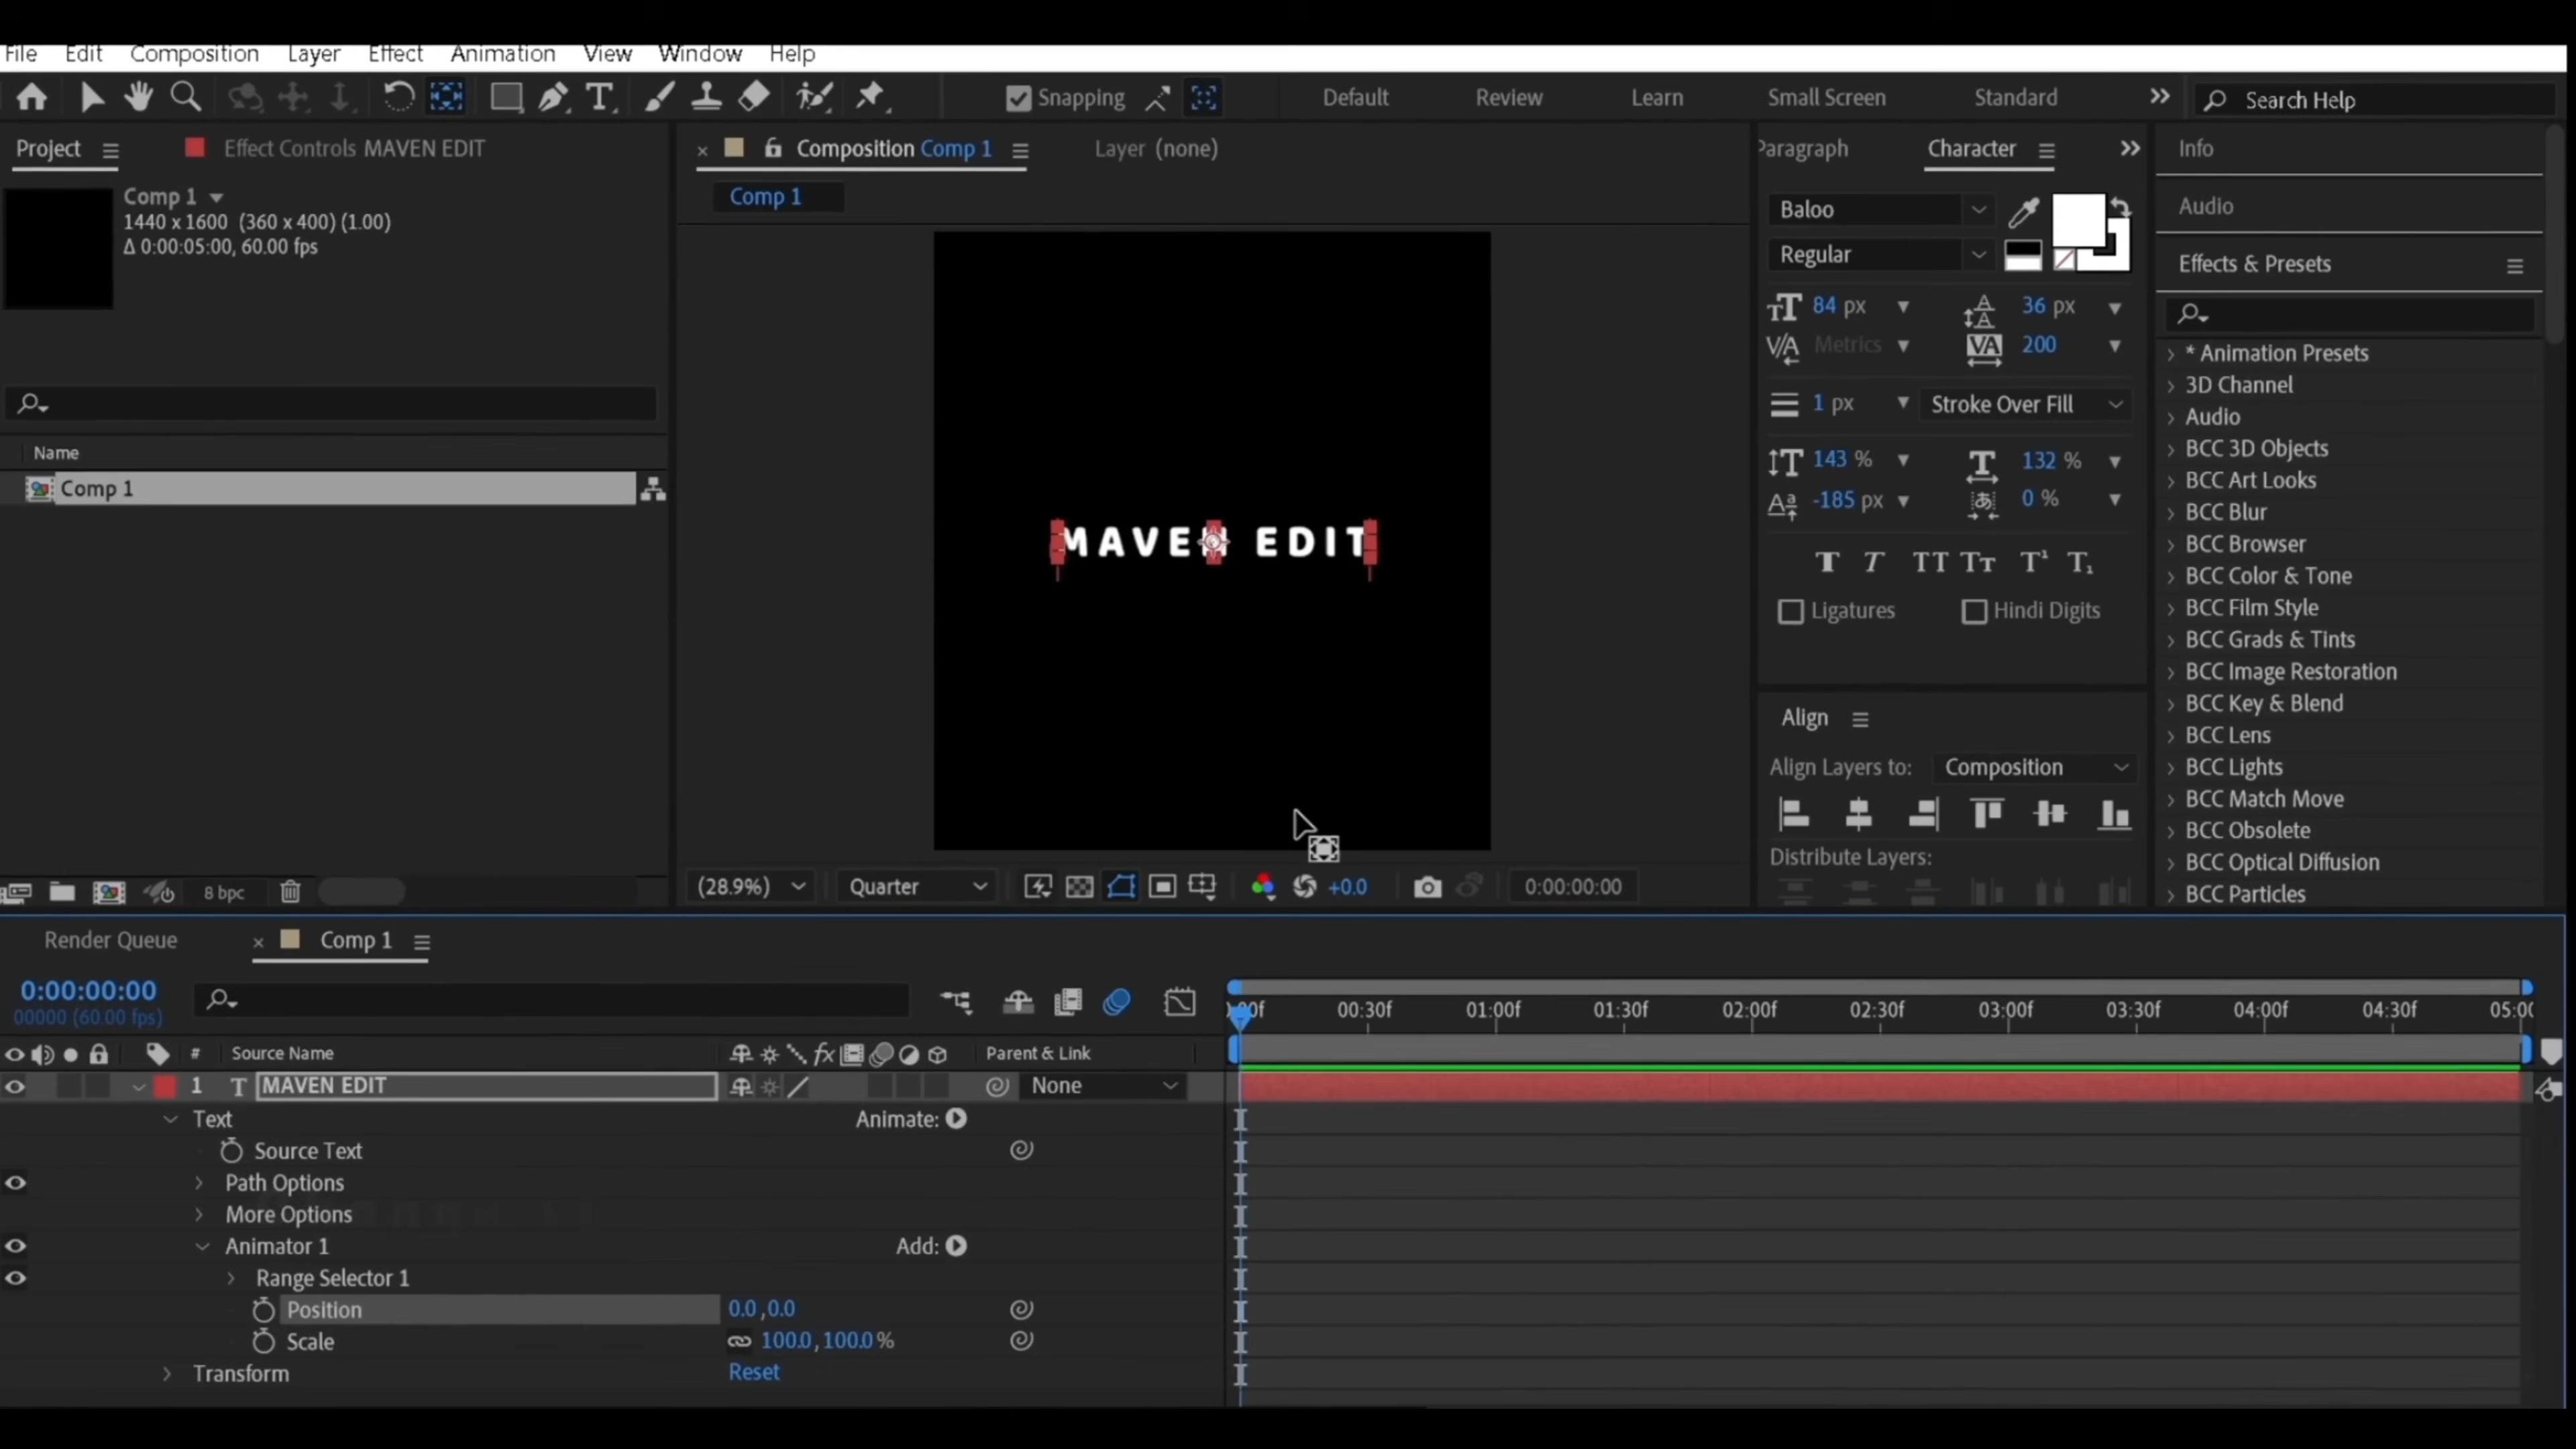 File Edit Composition Layer Effect Animation View Window Help
Snapping Default Review Learn Small Screen Standard Search Help
Project Effect Controls MAVEN EDIT
Composition Comp 1 Layer (none)
Paragraph Character
Info
Comp 1
1440 x 1600 (360 x 400) (1.00)
Δ 0:00:05:00, 60.00 fps
Comp 1
Baloo
Regular
Audio
Effects & Presets
84 px 36 px
Metrics 200
1 px Stroke Over Fill
143 % 132 %
-185 px 0 %
Ligatures Hindi Digits
Align
Align Layers to: Composition
Distribute Layers:
* Animation Presets
3D Channel
Audio
BCC 3D Objects
BCC Art Looks
BCC Blur
BCC Browser
BCC Color & Tone
BCC Film Style
BCC Grads & Tints
BCC Image Restoration
BCC Key & Blend
BCC Lens
BCC Lights
BCC Match Move
BCC Obsolete
BCC Optical Diffusion
BCC Particles
Name
Comp 1
MAVEN EDIT
8 bpc
(28.9%) Quarter +0.0 0:00:00:00
Render Queue Comp 1
0:00:00:00
00000 (60.00 fps)
00f 00:30f 01:00f 01:30f 02:00f 02:30f 03:00f 03:30f 04:00f 04:30f 05:00
# Source Name fx Parent & Link
1 T MAVEN EDIT None
Text Animate:
Source Text
Path Options
More Options
Animator 1 Add:
Range Selector 1
Position 0.0,0.0
Scale 100.0,100.0%
Transform Reset